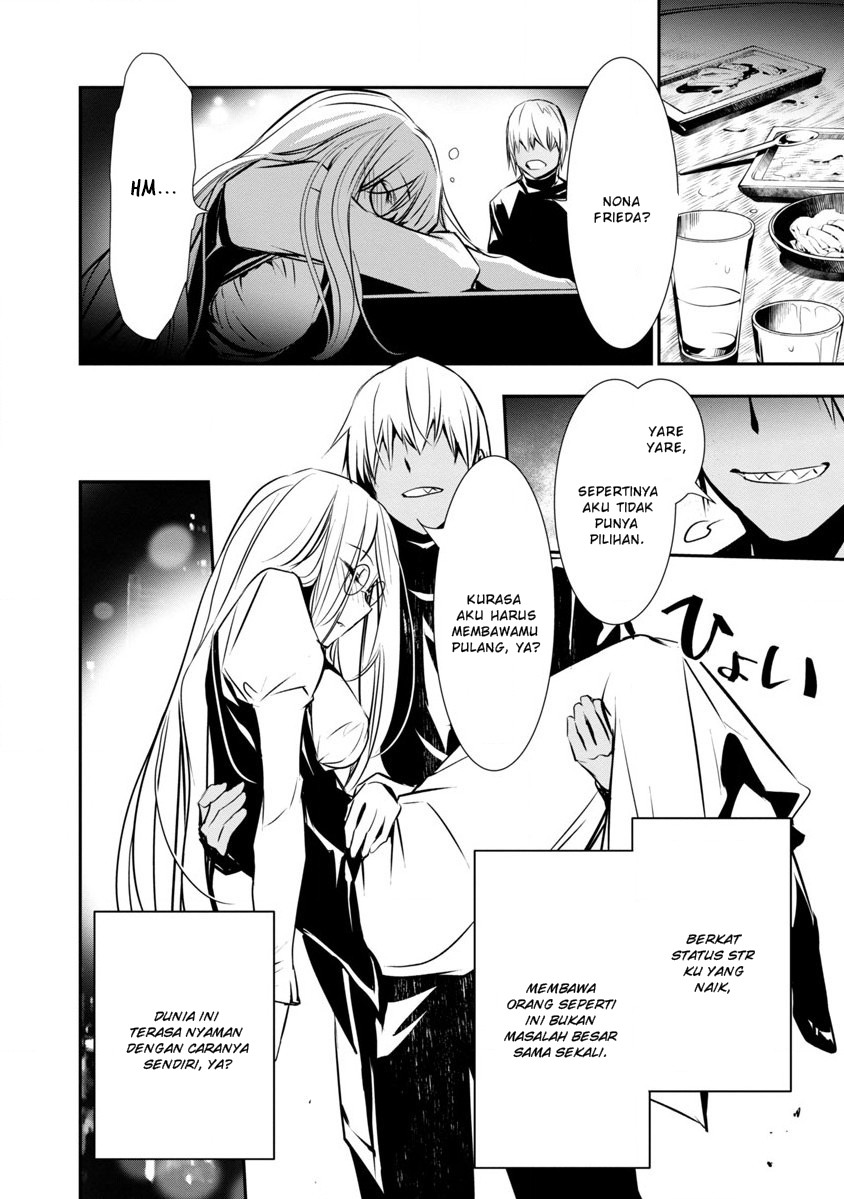 NONA
FRIEDA?
HM...
YARE
YARE,
SEPERTINYA
AKU TIDAK
PUNYA
PILIHAN.
KURASA
AKU HARUS
MEMBAWAMU
PULANG, YA?
ひょい
BERKAT
STATUS STR
KU YANG
NAIK,
MEMBAWA
ORANG SEPERTI
INI BUKAN
MASALAH BESAR
SAMA SEKALI.
DUNIA INI
TERASA NYAMAN
DENGAN CARANYA
SENDIRI, YA?